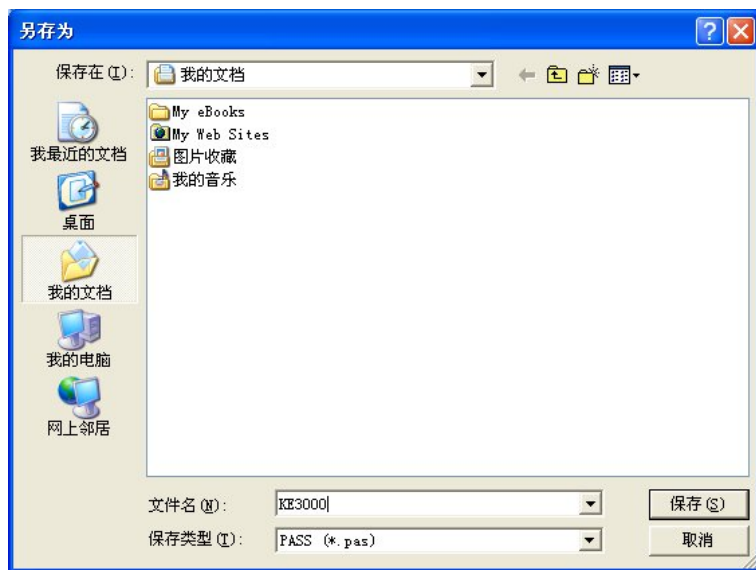 另存为
保存在(I):
我的文档
My eBooks
My Web Sites
图片收藏
我的音乐
我最近的文档
桌面
我的文档
我的电脑
网上邻居
文件名(N):
KE3000
保存(S)
保存类型(T):
PASS (*.pas)
取消